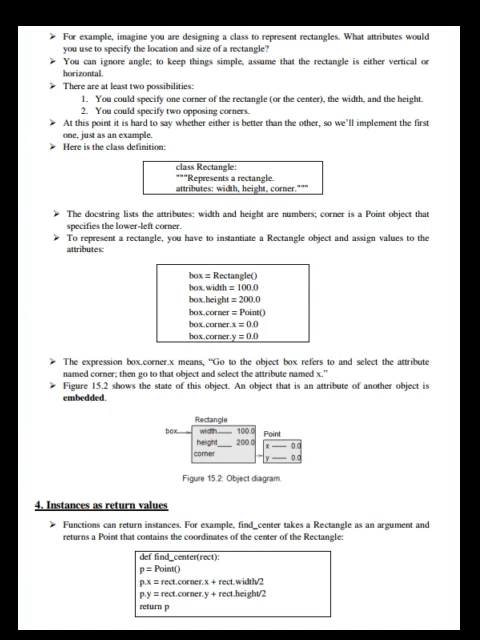 ➢ For example, imagine you are designing a class to represent rectangles. What attributes would
you use to specify the location and size of a rectangle?
➢ You can ignore angle; to keep things simple, assume that the rectangle is either vertical or
horizontal.
➢ There are at least two possibilities:
1. You could specify one corner of the rectangle (or the center), the width, and the height.
2. You could specify two opposing corners.
➢ At this point it is hard to say whether either is better than the other, so we'll implement the first
one, just as an example.
➢ Here is the class definition:
class Rectangle:
"""Represents a rectangle.
attributes: width, height, corner."""
➢ The docstring lists the attributes: width and height are numbers; corner is a Point object that
specifies the lower-left corner.
➢ To represent a rectangle, you have to instantiate a Rectangle object and assign values to the
attributes:
box = Rectangle()
box.width = 100.0
box.height = 200.0
box.corner = Point()
box.corner.x = 0.0
box.corner.y = 0.0
➢ The expression box.corner.x means, “Go to the object box refers to and select the attribute
named corner; then go to that object and select the attribute named x.”
➢ Figure 15.2 shows the state of this object. An object that is an attribute of another object is
embedded.
Rectangle
box width 100.0 Point
height 200.0 x 0.0
corner y 0.0
Figure 15.2: Object diagram.
4. Instances as return values
➢ Functions can return instances. For example, find_center takes a Rectangle as an argument and
returns a Point that contains the coordinates of the center of the Rectangle:
def find_center(rect):
p = Point()
p.x = rect.corner.x + rect.width/2
p.y = rect.corner.y + rect.height/2
return p